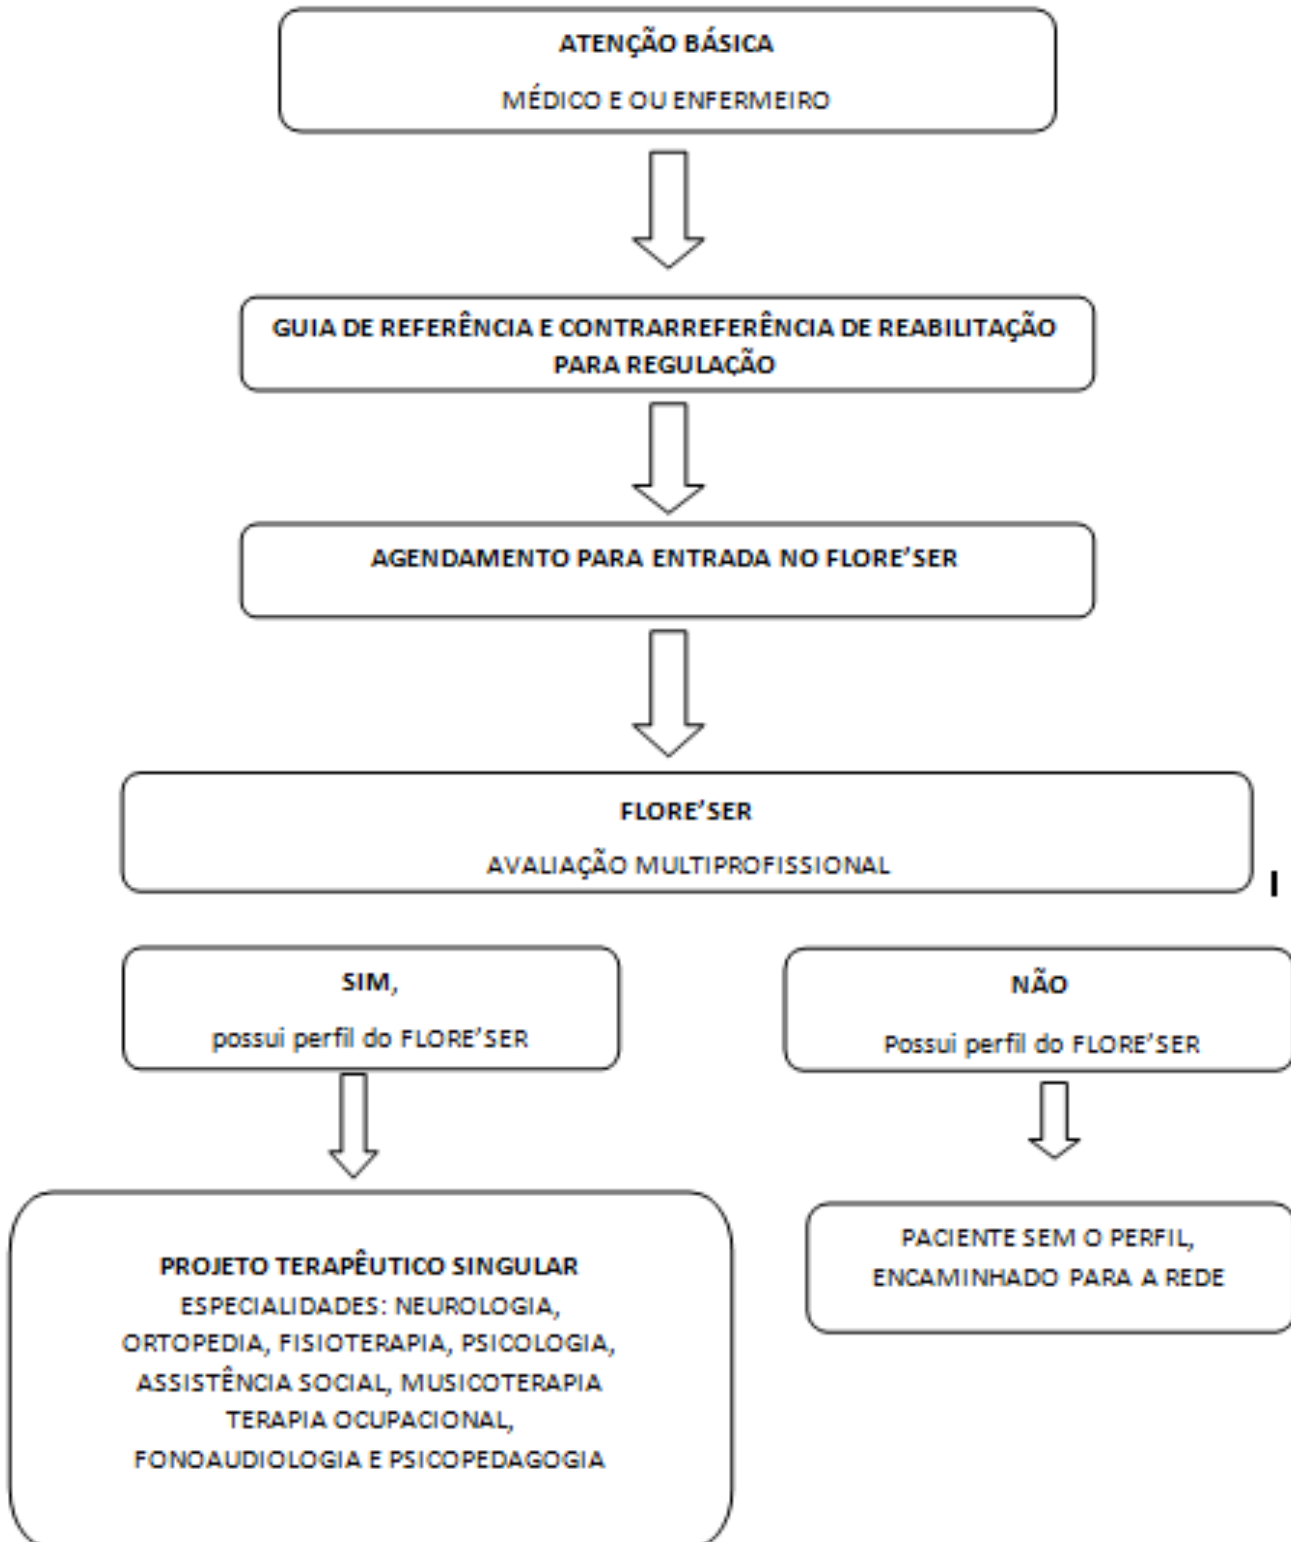 ATENÇÃO BÁSICA
MÉDICO E OU ENFERMEIRO
GUIA DE REFERÊNCIA E CONTRARREFERÊNCIA DE REABILITAÇÃO
PARA REGULAÇÃO
AGENDAMENTO PARA ENTRADA NO FLORE’SER
FLORE’SER
AVALIAÇÃO MULTIPROFISSIONAL
I
SIM,
possui perfil do FLORE’SER
NÃO
Possui perfil do FLORE’SER
PROJETO TERAPÊUTICO SINGULAR
ESPECIALIDADES: NEUROLOGIA,
ORTOPEDIA, FISIOTERAPIA, PSICOLOGIA,
ASSISTÊNCIA SOCIAL, MUSICOTERAPIA
TERAPIA OCUPACIONAL,
FONOAUDIOLOGIA E PSICOPEDAGOGIA
PACIENTE SEM O PERFIL,
ENCAMINHADO PARA A REDE